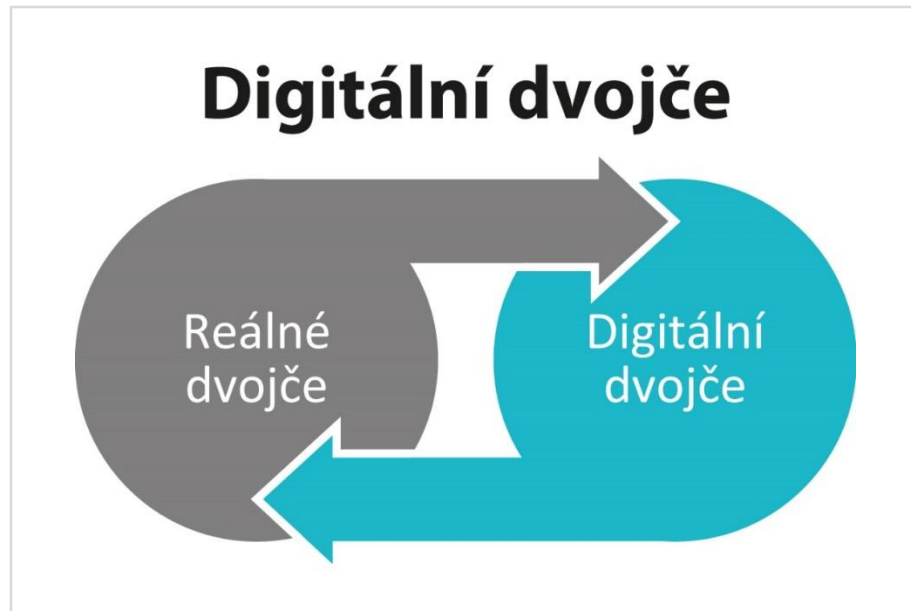 Digitální dvojče
Reálné
dvojče
Digitální
dvojče